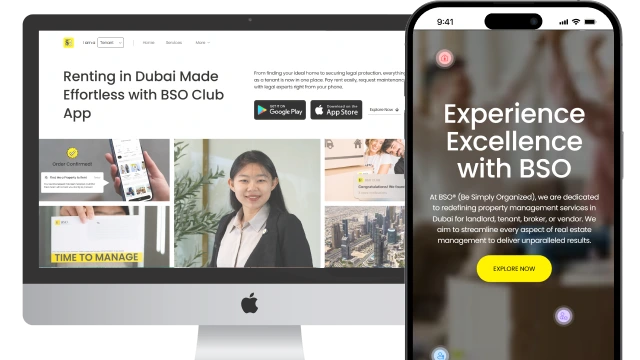 I am a Tenant Home Services More
Renting in Dubai Made
Effortless with BSO Club
App
From finding your ideal home to securing legal protection, everything
as a tenant is now in one place. Pay rent easily, request maintenance
with legal experts right from your phone.
GET IT ON
Google Play
Download on the
App Store
Explore Now
Order Confirmed!
Congratulations!
TIME TO MANAGE
9:41
Experience
Excellence
with BSO
At BSO® (Be Simply Organized), we are dedicated
to redefining property management services in
Dubai for landlord, tenant, broker, or vendor. We
aim to streamline every aspect of real estate
management to deliver unparalleled results.
EXPLORE NOW